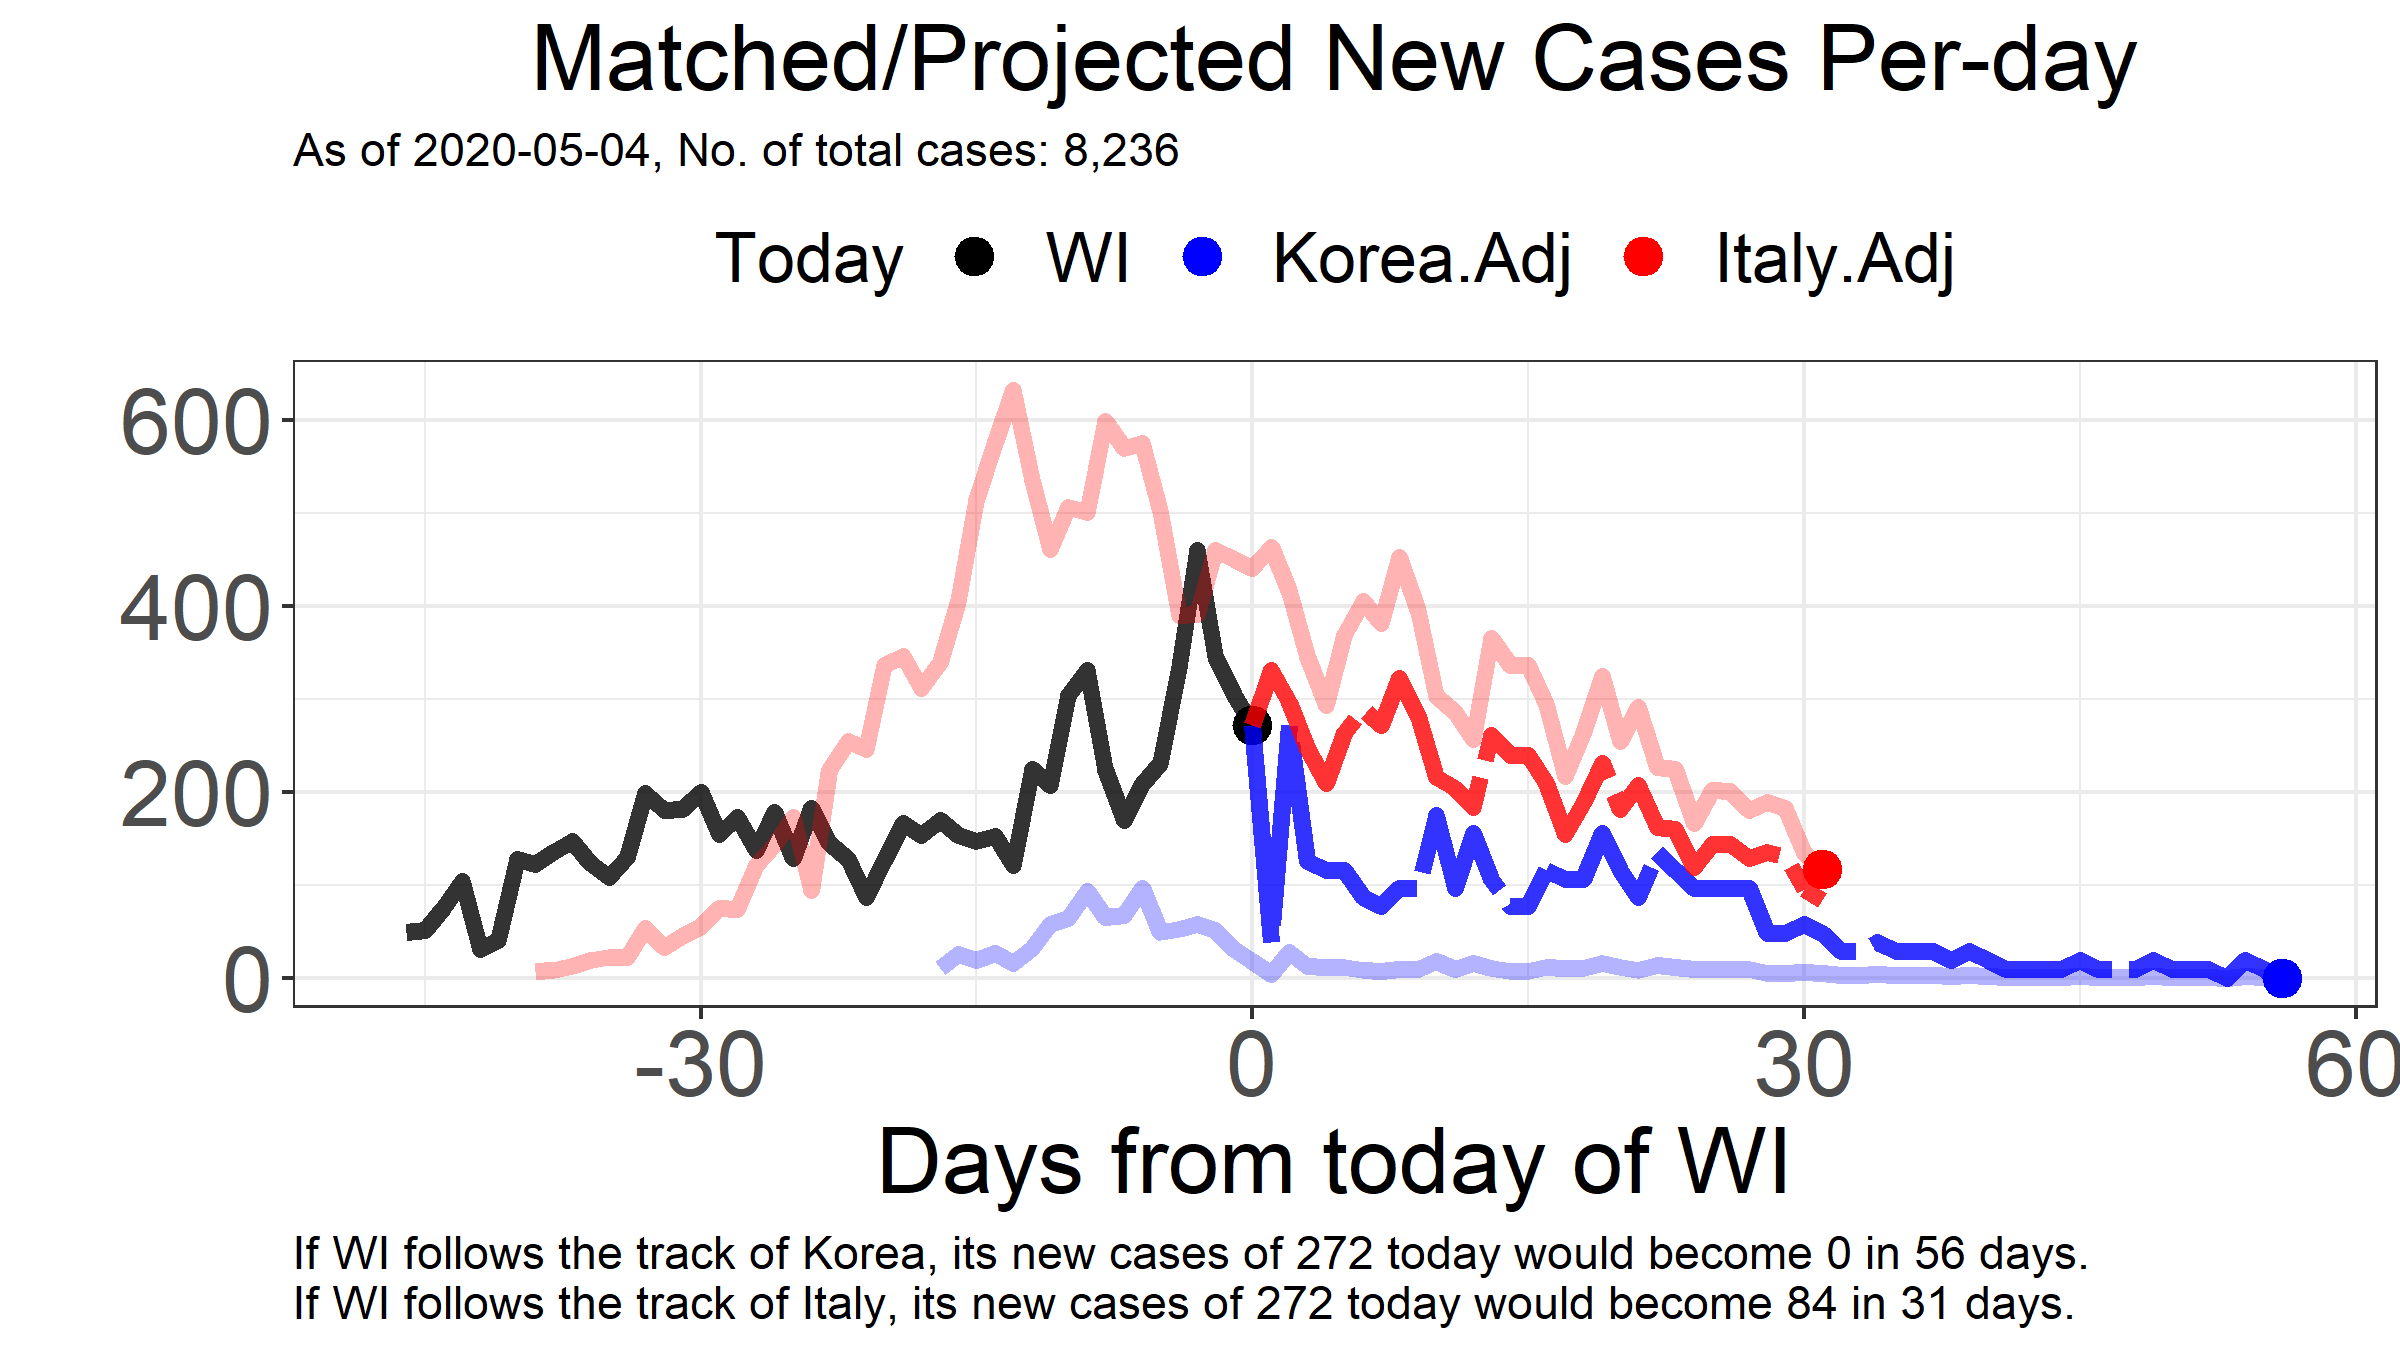 Matched/Projected New Cases Per-day
As of 2020-05-04, No. of total cases: 8,236
Today WI Korea.Adj Italy.Adj
600
400
200
0
-30 0 30 60
Days from today of WI
If WI follows the track of Korea, its new cases of 272 today would become 0 in 56 days.
If WI follows the track of Italy, its new cases of 272 today would become 84 in 31 days.